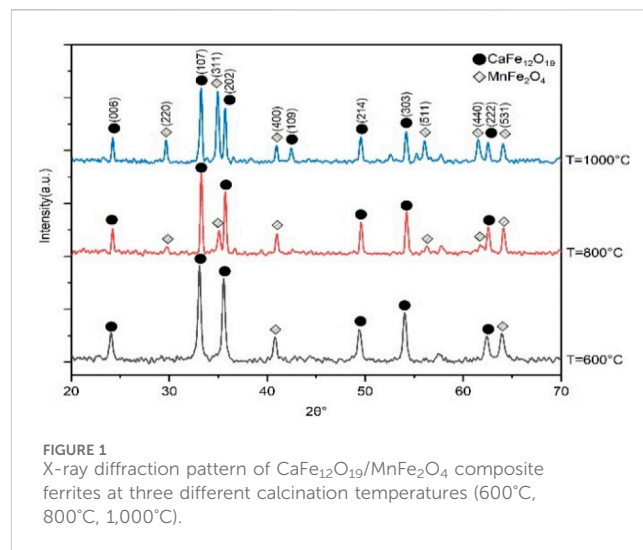 CaFe₁₂O₁₉
MnFe₂O₄
(006)
(220)
(107)
(311)
(202)
(400)
(109)
(214)
(303)
(511)
(440)
(222)
(531)
T=1000°C
T=800°C
T=600°C
Intensity(a.u.)
20 30 40 50 60 70
2θ°
FIGURE 1
X-ray diffraction pattern of CaFe₁₂O₁₉/MnFe₂O₄ composite
ferrites at three different calcination temperatures (600°C,
800°C, 1,000°C).